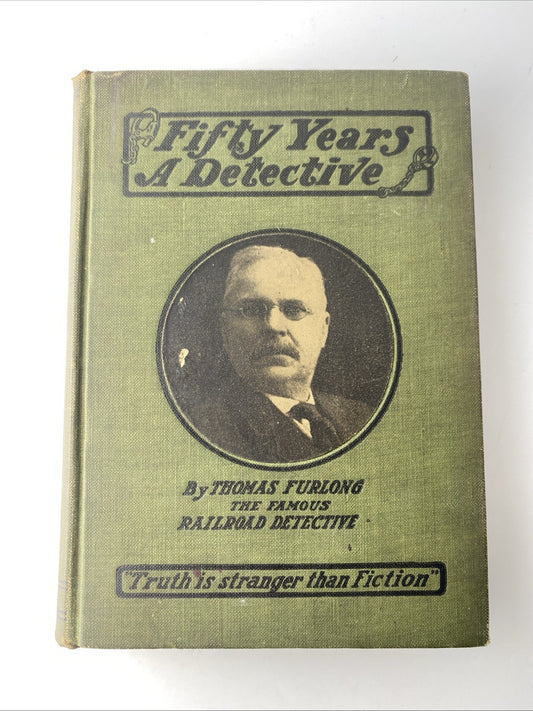 Fifty Years
A Detective
By THOMAS FURLONG
THE FAMOUS
RAILROAD DETECTIVE
"Truth is stranger than Fiction"